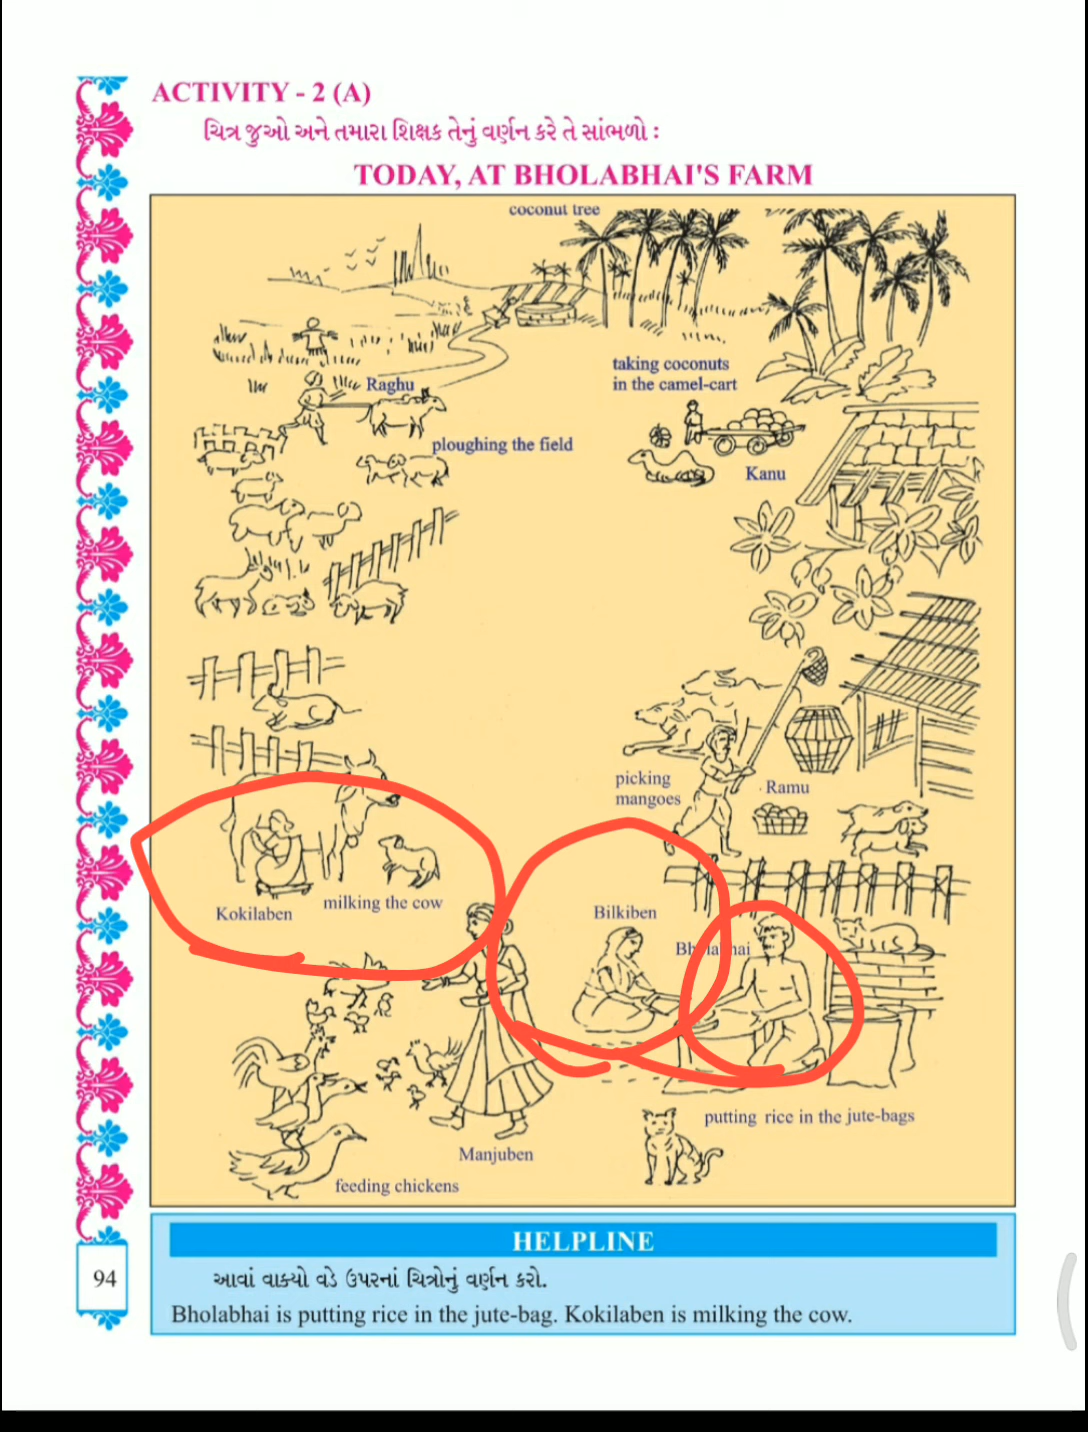 ACTIVITY - 2 (A)
ચિત્ર જુઓ અને તમારા શિક્ષક તેનું વર્ણન કરે તે સાંભળો :
TODAY, AT BHOLABHAI'S FARM
coconut tree
taking coconuts
in the camel-cart
Raghu
ploughing the field
Kanu
picking
mangoes
Ramu
Kokilaben
milking the cow
Bilkiben
Bholabhai
putting rice in the jute-bags
Manjuben
feeding chickens
HELPLINE
94
આવાં વાક્યો વડે ઉપરનાં ચિત્રોનું વર્ણન કરો.
Bholabhai is putting rice in the jute-bag. Kokilaben is milking the cow.